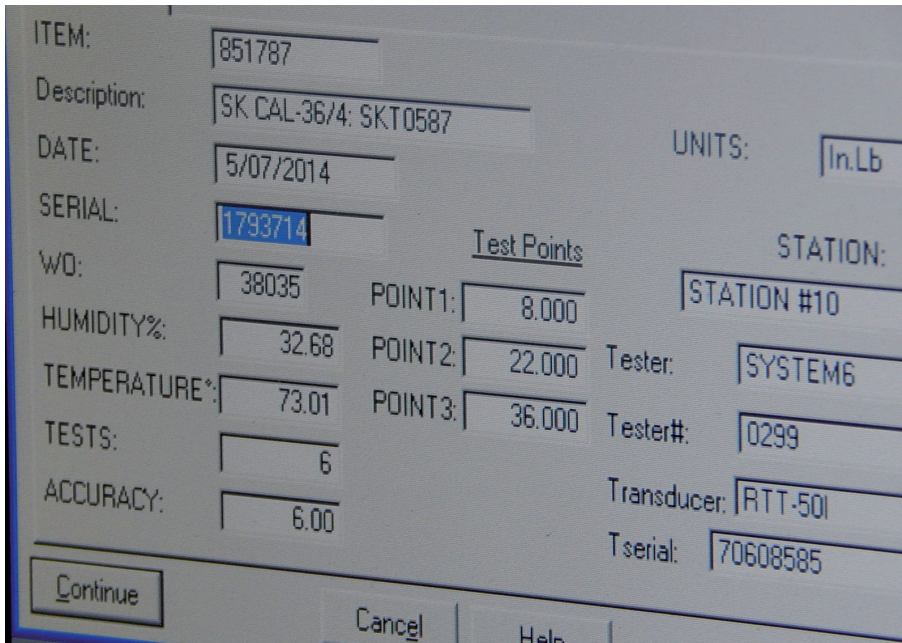 ITEM: 851787
Description: SK CAL-36/4: SKT0587
UNITS: In.Lb
DATE: 5/07/2014
SERIAL: 1793714
Test Points
STATION:
STATION #10
WO: 38035
POINT1: 8.000
HUMIDITY%: 32.68
POINT2: 22.000
Tester: SYSTEM6
TEMPERATURE*: 73.01
POINT3: 36.000
Tester#: 0299
TESTS: 6
Transducer: RTT-50I
ACCURACY: 6.00
Tserial: 70608585
Continue
Cancel
Help